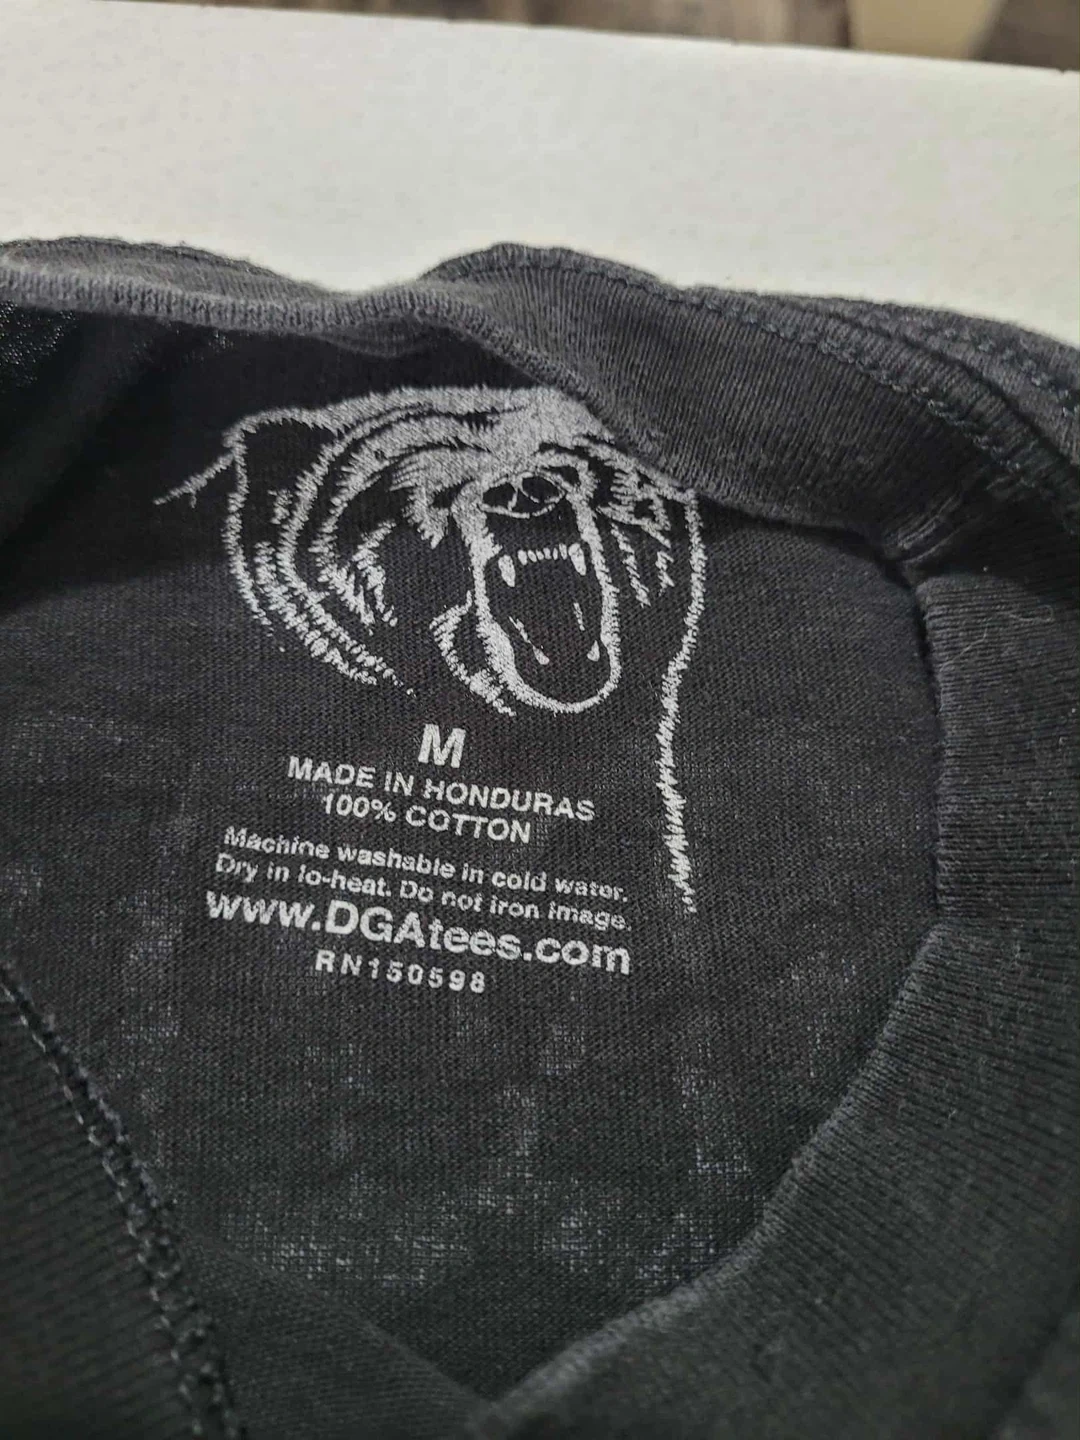 M
MADE IN HONDURAS
100% COTTON
Machine washable in cold water.
Dry in lo-heat. Do not iron image.
www.DGAtees.com
RN150598